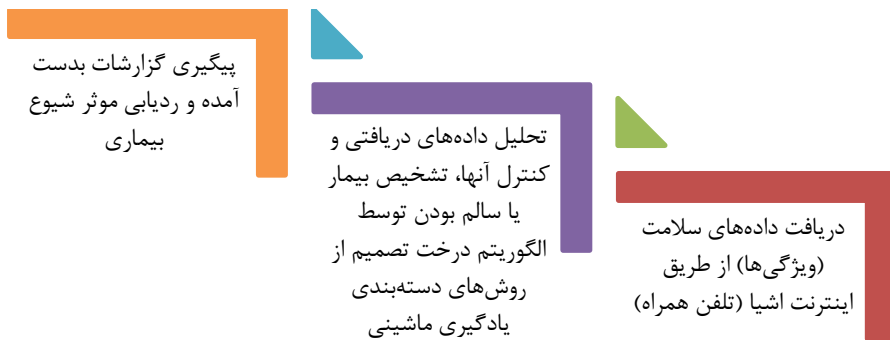 دریافت داده‌های سلامت
(ویژگی‌ها) از طریق
اینترنت اشیا (تلفن همراه)
تحلیل داده‌های دریافتی و
کنترل آنها، تشخیص بیمار
یا سالم بودن توسط
الگوریتم درخت تصمیم از
روش‌های دسته‌بندی
یادگیری ماشینی
پیگیری گزارشات بدست
آمده و ردیابی موثر شیوع
بیماری